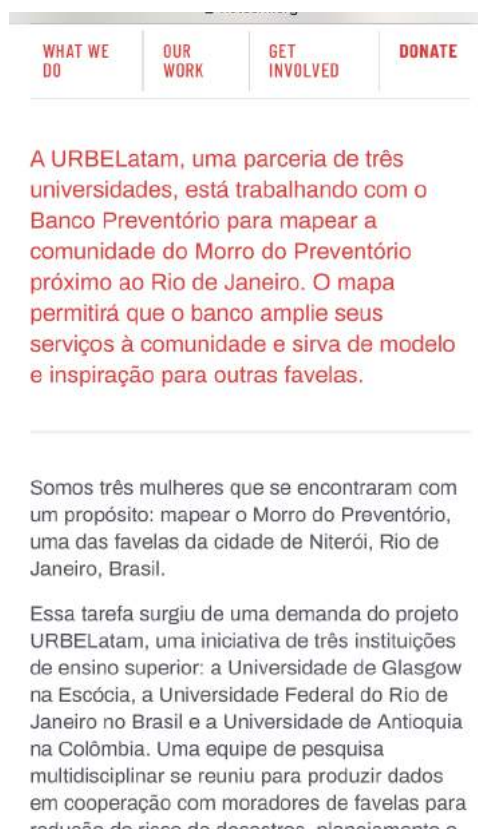 WHAT WE DO
OUR WORK
GET INVOLVED
DONATE
A URBELatam, uma parceria de três
universidades, está trabalhando com o
Banco Preventório para mapear a
comunidade do Morro do Preventório
próximo ao Rio de Janeiro. O mapa
permitirá que o banco amplie seus
serviços à comunidade e sirva de modelo
e inspiração para outras favelas.
Somos três mulheres que se encontraram com
um propósito: mapear o Morro do Preventório,
uma das favelas da cidade de Niterói, Rio de
Janeiro, Brasil.
Essa tarefa surgiu de uma demanda do projeto
URBELatam, uma iniciativa de três instituições
de ensino superior: a Universidade de Glasgow
na Escócia, a Universidade Federal do Rio de
Janeiro no Brasil e a Universidade de Antioquia
na Colômbia. Uma equipe de pesquisa
multidisciplinar se reuniu para produzir dados
em cooperação com moradores de favelas para
redução do risco de desastres, planejamento e